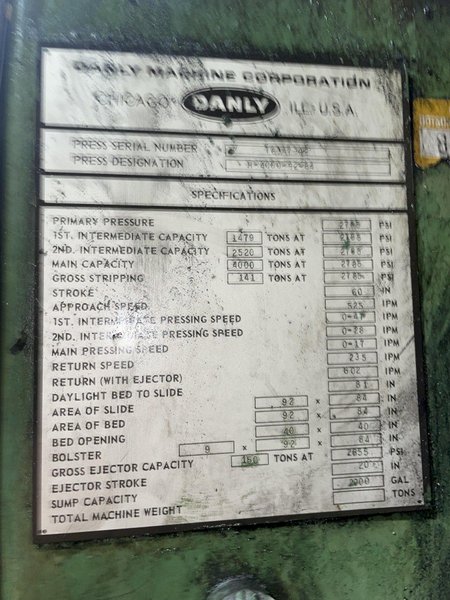 DANLY MACHINE CORPORATION
CHICAGO DANLY ILL. U.S.A.
PRESS SERIAL NUMBER
PRESS DESIGNATION
SPECIFICATIONS
PRIMARY PRESSURE 2785 PSI
1ST. INTERMEDIATE CAPACITY 1479 TONS AT 2785 PSI
2ND. INTERMEDIATE CAPACITY 2520 TONS AT 2785 PSI
MAIN CAPACITY 4000 TONS AT 2785 PSI
GROSS STRIPPING 141 TONS AT 2785 PSI
STROKE 60 IN
APPROACH SPEED 525 IPM
1ST. INTERMEDIATE PRESSING SPEED 0-47 IPM
2ND. INTERMEDIATE PRESSING SPEED 0-28 IPM
MAIN PRESSING SPEED 0-17 IPM
RETURN SPEED 235 IPM
RETURN (WITH EJECTOR) 602 IPM
DAYLIGHT BED TO SLIDE 81 IN
AREA OF SLIDE 92 x 84 IN
AREA OF BED 92 x 84 IN
BED OPENING 40 x 40 IN
BOLSTER 9 x 92 x 84 IN
GROSS EJECTOR CAPACITY 150 TONS AT 2655 PSI
EJECTOR STROKE 20 IN
SUMP CAPACITY 2000 GAL
TOTAL MACHINE WEIGHT TONS